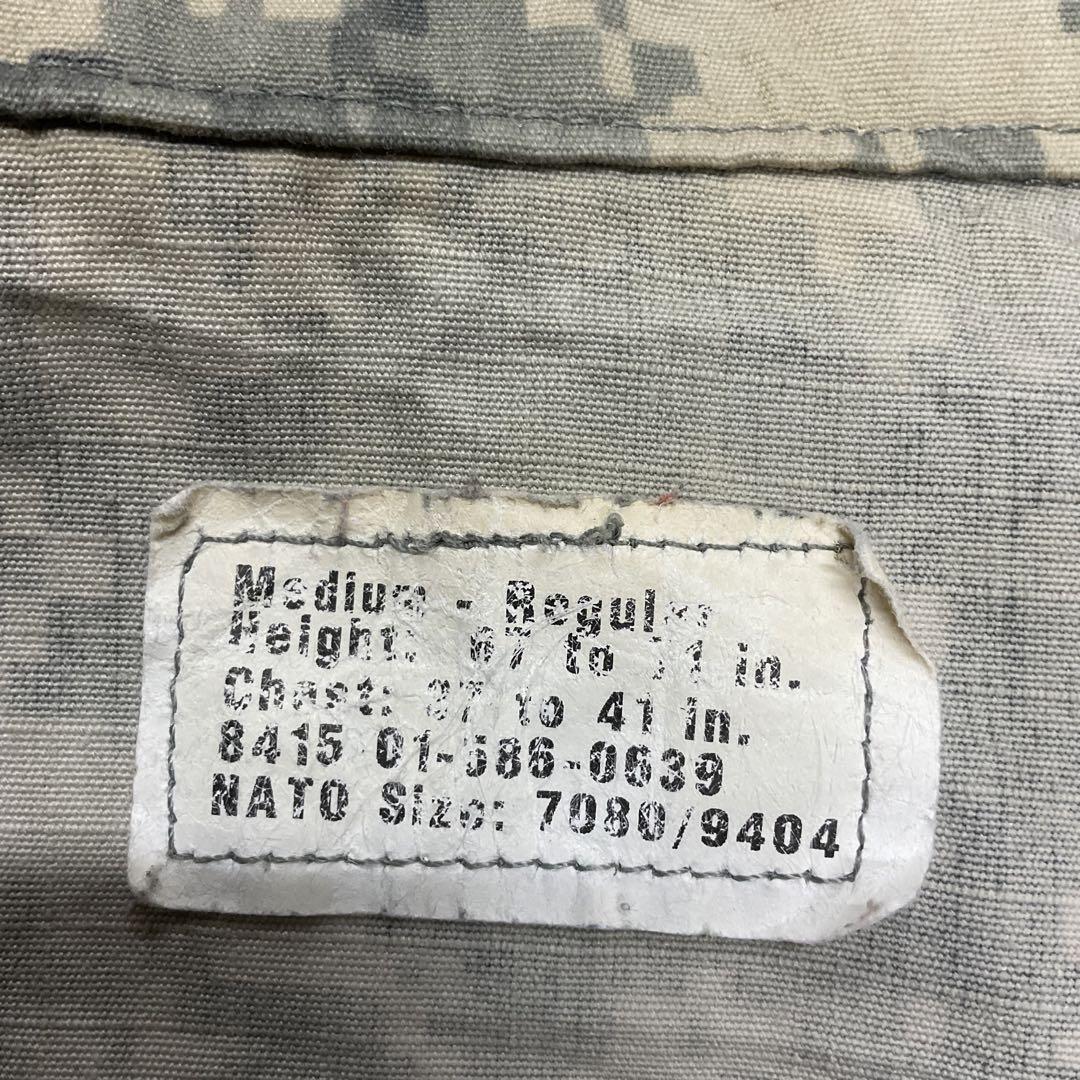 Medium - Regular
Height: 67 to 71 in.
Chest: 37 to 41 in.
8415 01-586-0639
NATO Size: 7080/9404